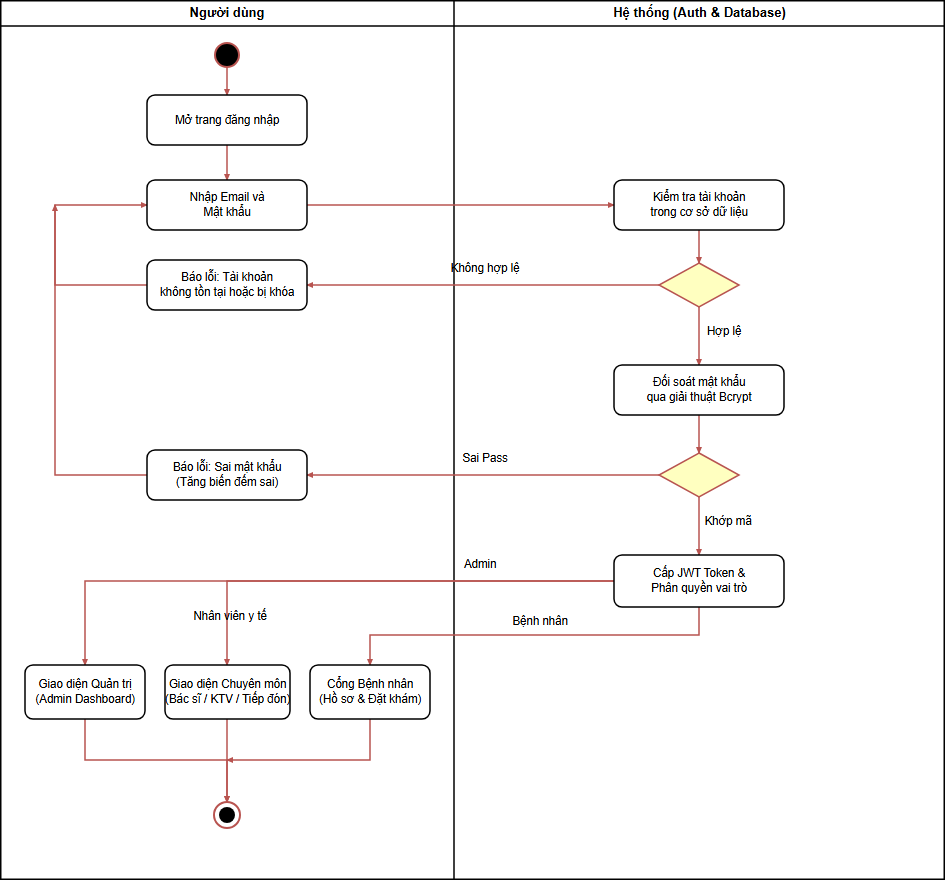 Người dùng
Hệ thống (Auth & Database)
Mở trang đăng nhập
Nhập Email và
Mật khẩu
Kiểm tra tài khoản
trong cơ sở dữ liệu
Không hợp lệ
Báo lỗi: Tài khoản
không tồn tại hoặc bị khóa
Hợp lệ
Đối soát mật khẩu
qua giải thuật Bcrypt
Sai Pass
Báo lỗi: Sai mật khẩu
(Tăng biến đếm sai)
Khớp mã
Admin
Cấp JWT Token &
Phân quyền vai trò
Nhân viên y tế
Bệnh nhân
Giao diện Quản trị
(Admin Dashboard)
Giao diện Chuyên môn
(Bác sĩ / KTV / Tiếp đón)
Cổng Bệnh nhân
(Hồ sơ & Đặt khám)